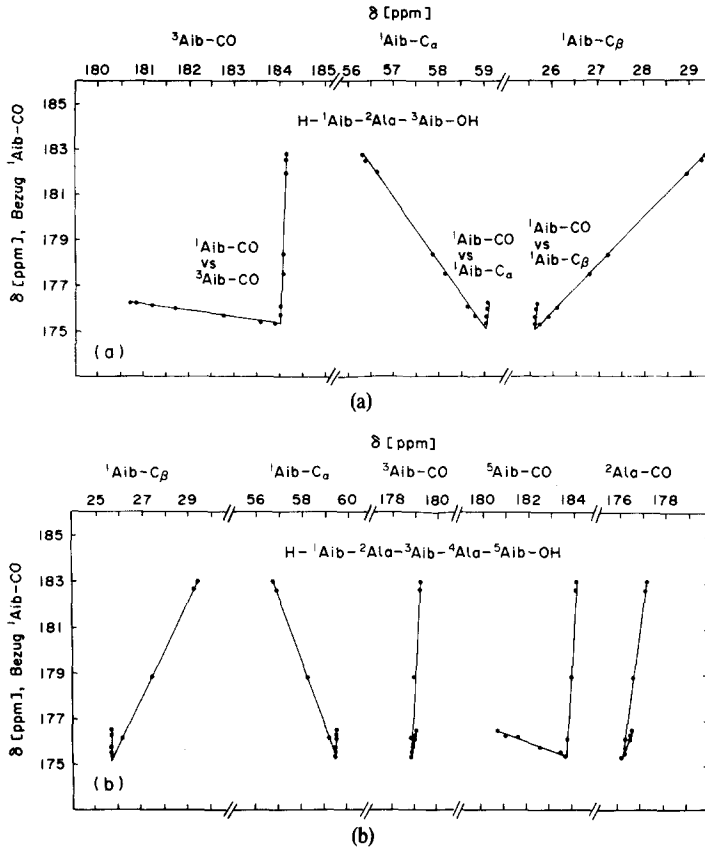 δ [ppm]
³Aib-CO ¹Aib-Cα ¹Aib-Cβ
180 181 182 183 184 185 56 57 58 59 26 27 28 29
185
183
179
177
175
δ [ppm], Bezug ¹Aib-CO
H-¹Aib-²Ala-³Aib-OH
¹Aib-CO
vs
³Aib-CO
¹Aib-CO
vs
¹Aib-Cα
¹Aib-CO
vs
¹Aib-Cβ
(a)
(a)
δ [ppm]
¹Aib-Cβ ¹Aib-Cα ³Aib-CO ⁵Aib-CO ²Ala-CO
25 27 29 56 58 60 178 180 180 182 184 176 178
185
183
179
177
175
δ [ppm], Bezug ¹Aib-CO
H-¹Aib-²Ala-³Aib-⁴Ala-⁵Aib-OH
(b)
(b)